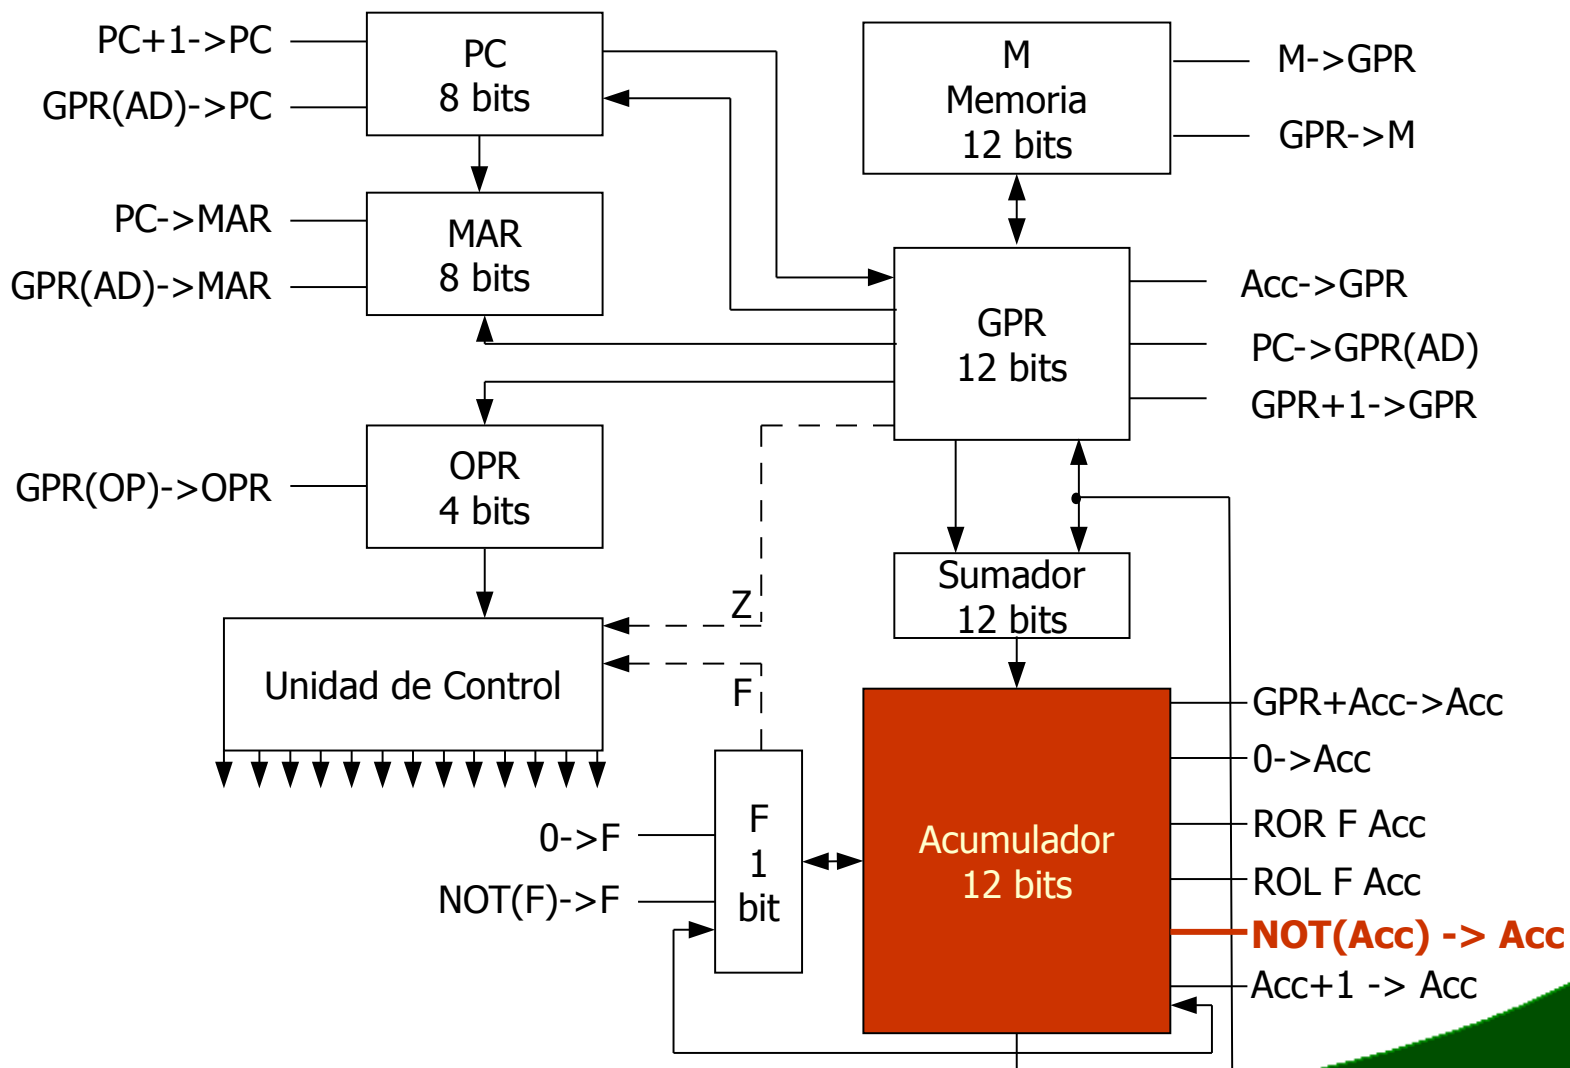 PC+1->PC
GPR(AD)->PC
PC
8 bits
M
Memoria
12 bits
M->GPR
GPR->M
PC->MAR
GPR(AD)->MAR
MAR
8 bits
GPR
12 bits
Acc->GPR
PC->GPR(AD)
GPR+1->GPR
GPR(OP)->OPR
OPR
4 bits
Sumador
12 bits
Z
F
Unidad de Control
0->F
NOT(F)->F
F
1
bit
Acumulador
12 bits
GPR+Acc->Acc
0->Acc
ROR F Acc
ROL F Acc
NOT(Acc) -> Acc
Acc+1 -> Acc